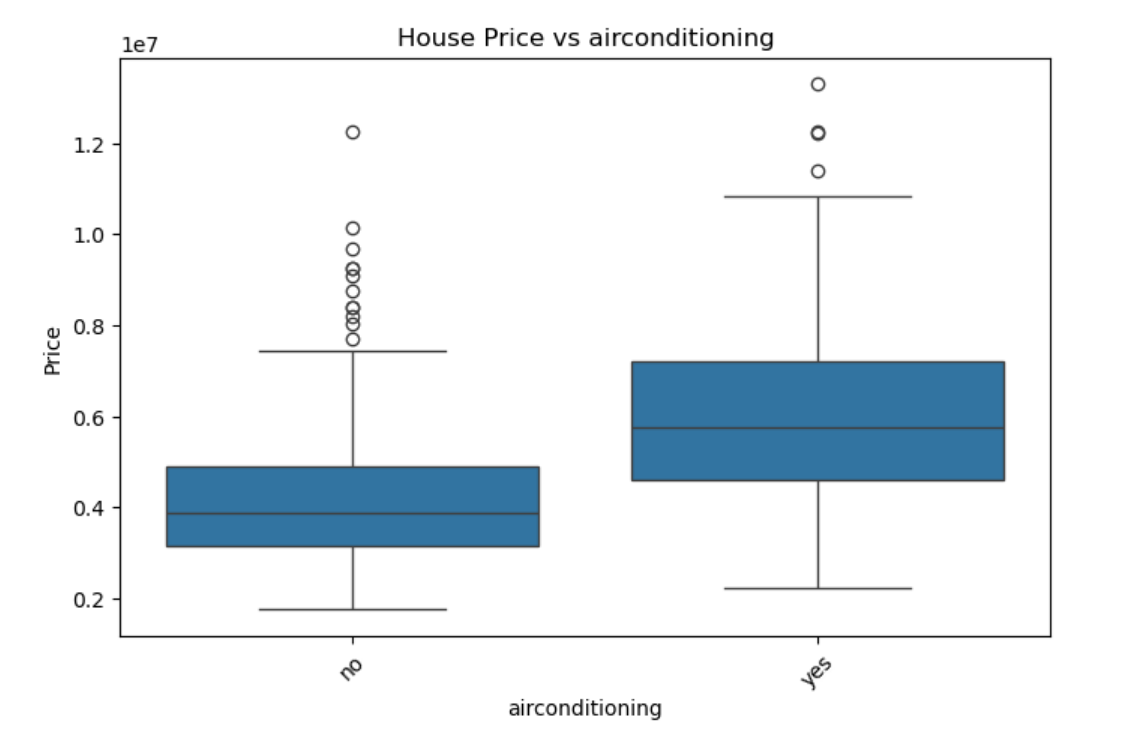 House Price vs airconditioning
1e7
1.2
1.0
0.8
0.6
0.4
0.2
Price
no
yes
airconditioning